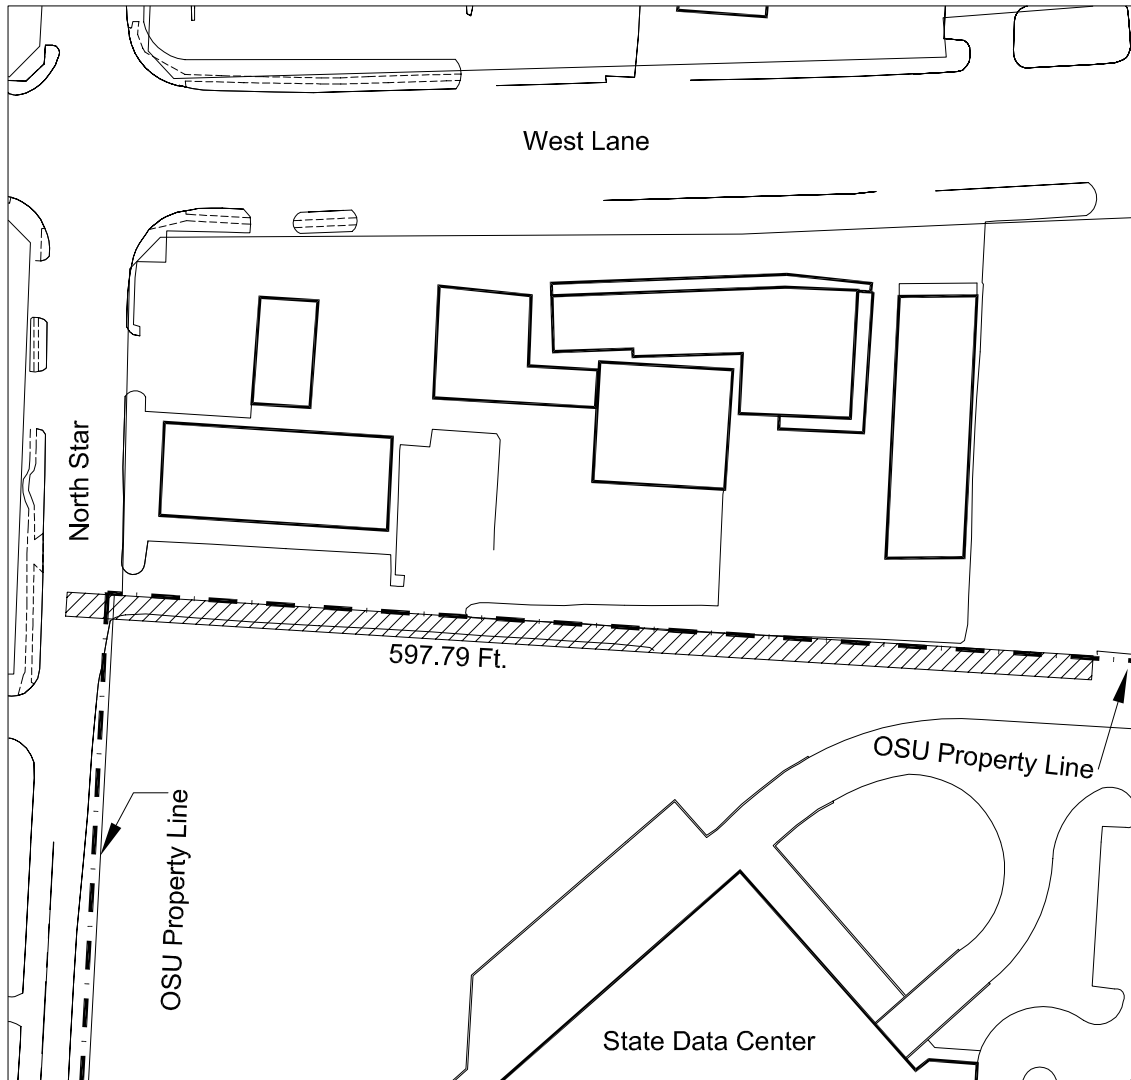 West Lane
North Star
597.79 Ft.
OSU Property Line
OSU Property Line
State Data Center